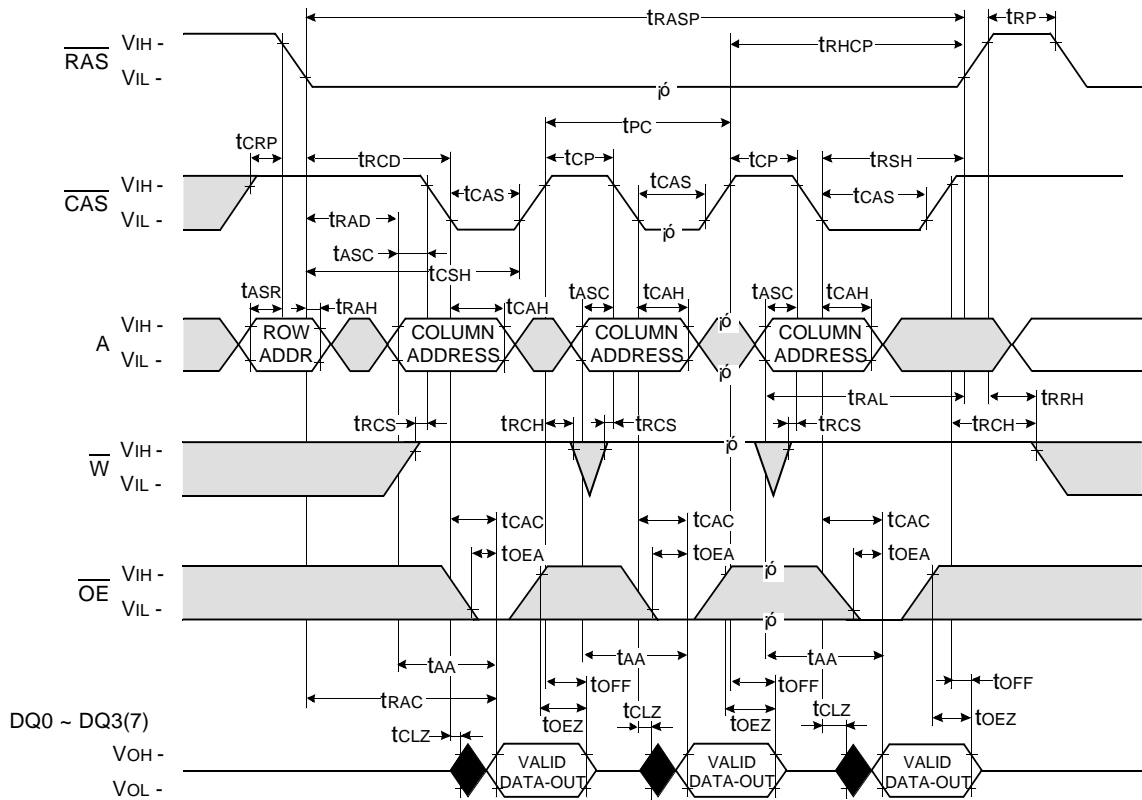 tRASP tRP
VIH -
RAS
tRHCP
VIL -
¡ó
tPC
tCRP
tRCD tCP tCP tRSH
VIH -
CAS
tCAS tCAS tCAS
VIL -
tRAD
¡ó
tASC
tCSH
tASR
tRAH tCAH tASC tCAH tASC tCAH
VIH -
A
VIL -
ROW
ADDR
COLUMN
ADDRESS
COLUMN
ADDRESS
¡ó
¡ó
COLUMN
ADDRESS
tRAL tRRH
tRCS tRCH tRCS tRCS tRCH
VIH -
W
VIL -
¡ó
tCAC tCAC tCAC
tOEA tOEA tOEA
VIH -
OE
VIL -
¡ó
¡ó
tAA tAA tAA
tOFF tOFF tOFF
tRAC
tOEZ tOEZ tOEZ
DQ0 ~ DQ3(7)
tCLZ tCLZ tCLZ
VOH -
VOL -
VALID
DATA-OUT
VALID
DATA-OUT
VALID
DATA-OUT